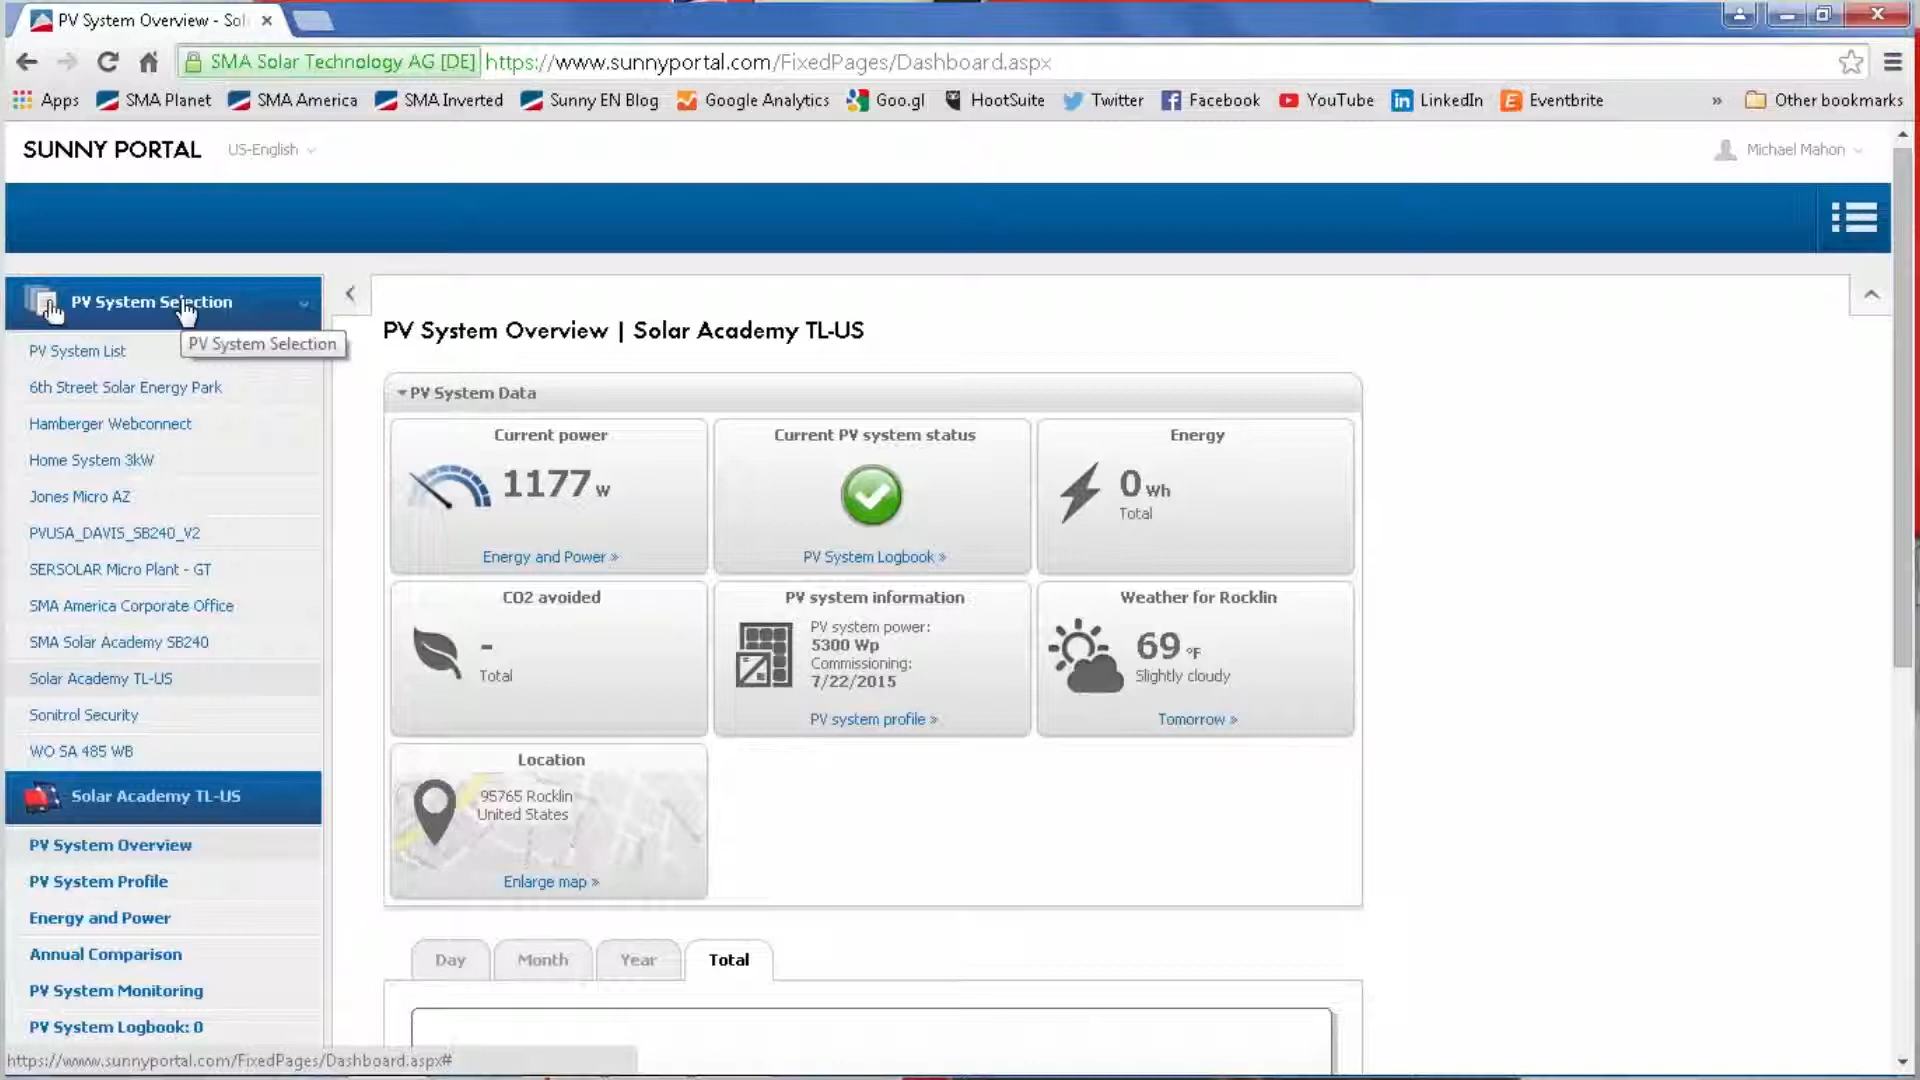 PV System Overview - Sol
SMA Solar Technology AG [DE] https://www.sunnyportal.com/FixedPages/Dashboard.aspx
Apps SMA Planet SMA America SMA Inverted Sunny EN Blog Google Analytics Goo.gl HootSuite Twitter Facebook YouTube LinkedIn Eventbrite » Other bookmarks
SUNNY PORTAL US-English Michael Mahon
PV System Selection
PV System Selection
PV System List
6th Street Solar Energy Park
Hamberger Webconnect
Home System 3kW
Jones Micro AZ
PVUSA_DAVIS_SB240_V2
SERSOLAR Micro Plant - GT
SMA America Corporate Office
SMA Solar Academy SB240
Solar Academy TL-US
Sonitrol Security
WO SA 485 WB
Solar Academy TL-US
PV System Overview
PV System Profile
Energy and Power
Annual Comparison
PV System Monitoring
PV System Logbook: 0
https://www.sunnyportal.com/FixedPages/Dashboard.aspx#
PV System Overview | Solar Academy TL-US
PV System Data
Current power
1177 W
Energy and Power »
Current PV system status
PV System Logbook »
Energy
0 Wh
Total
CO2 avoided
-
Total
PV system information
PV system power:
5300 Wp
Commissioning:
7/22/2015
PV system profile »
Weather for Rocklin
69 °F
Slightly cloudy
Tomorrow »
Location
95765 Rocklin
United States
Enlarge map »
Day Month Year Total